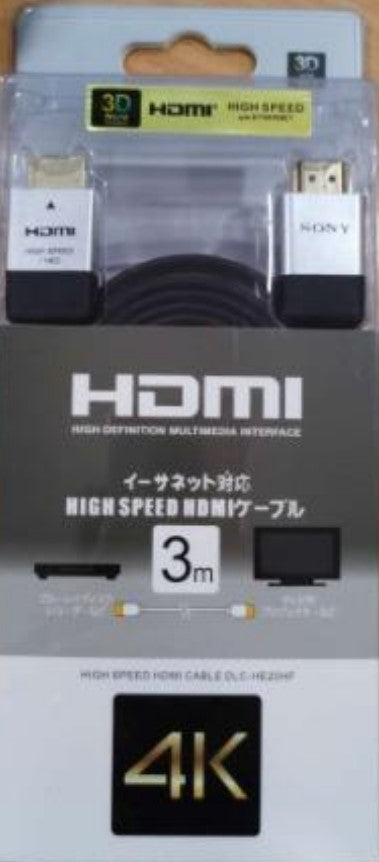 3D
3D
HDMI HIGH SPEED
HDMI
HIGH SPEED
SONY
HDMI
HIGH DEFINITION MULTIMEDIA INTERFACE
イーサネット対応
HIGH SPEED HDMIケーブル
3m
HIGH SPEED HDMI CABLE DLC-HE20HF
4K